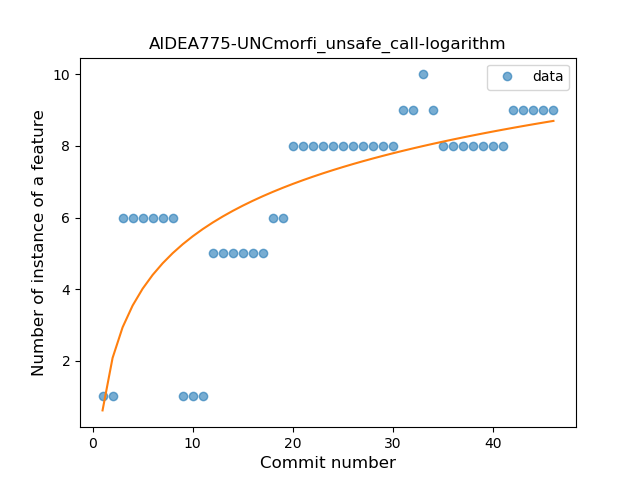 AIDEA775-UNCmorfi_unsafe_call-logarithm
data
Number of instance of a feature
10
8
6
4
2
0
10
20
30
40
Commit number